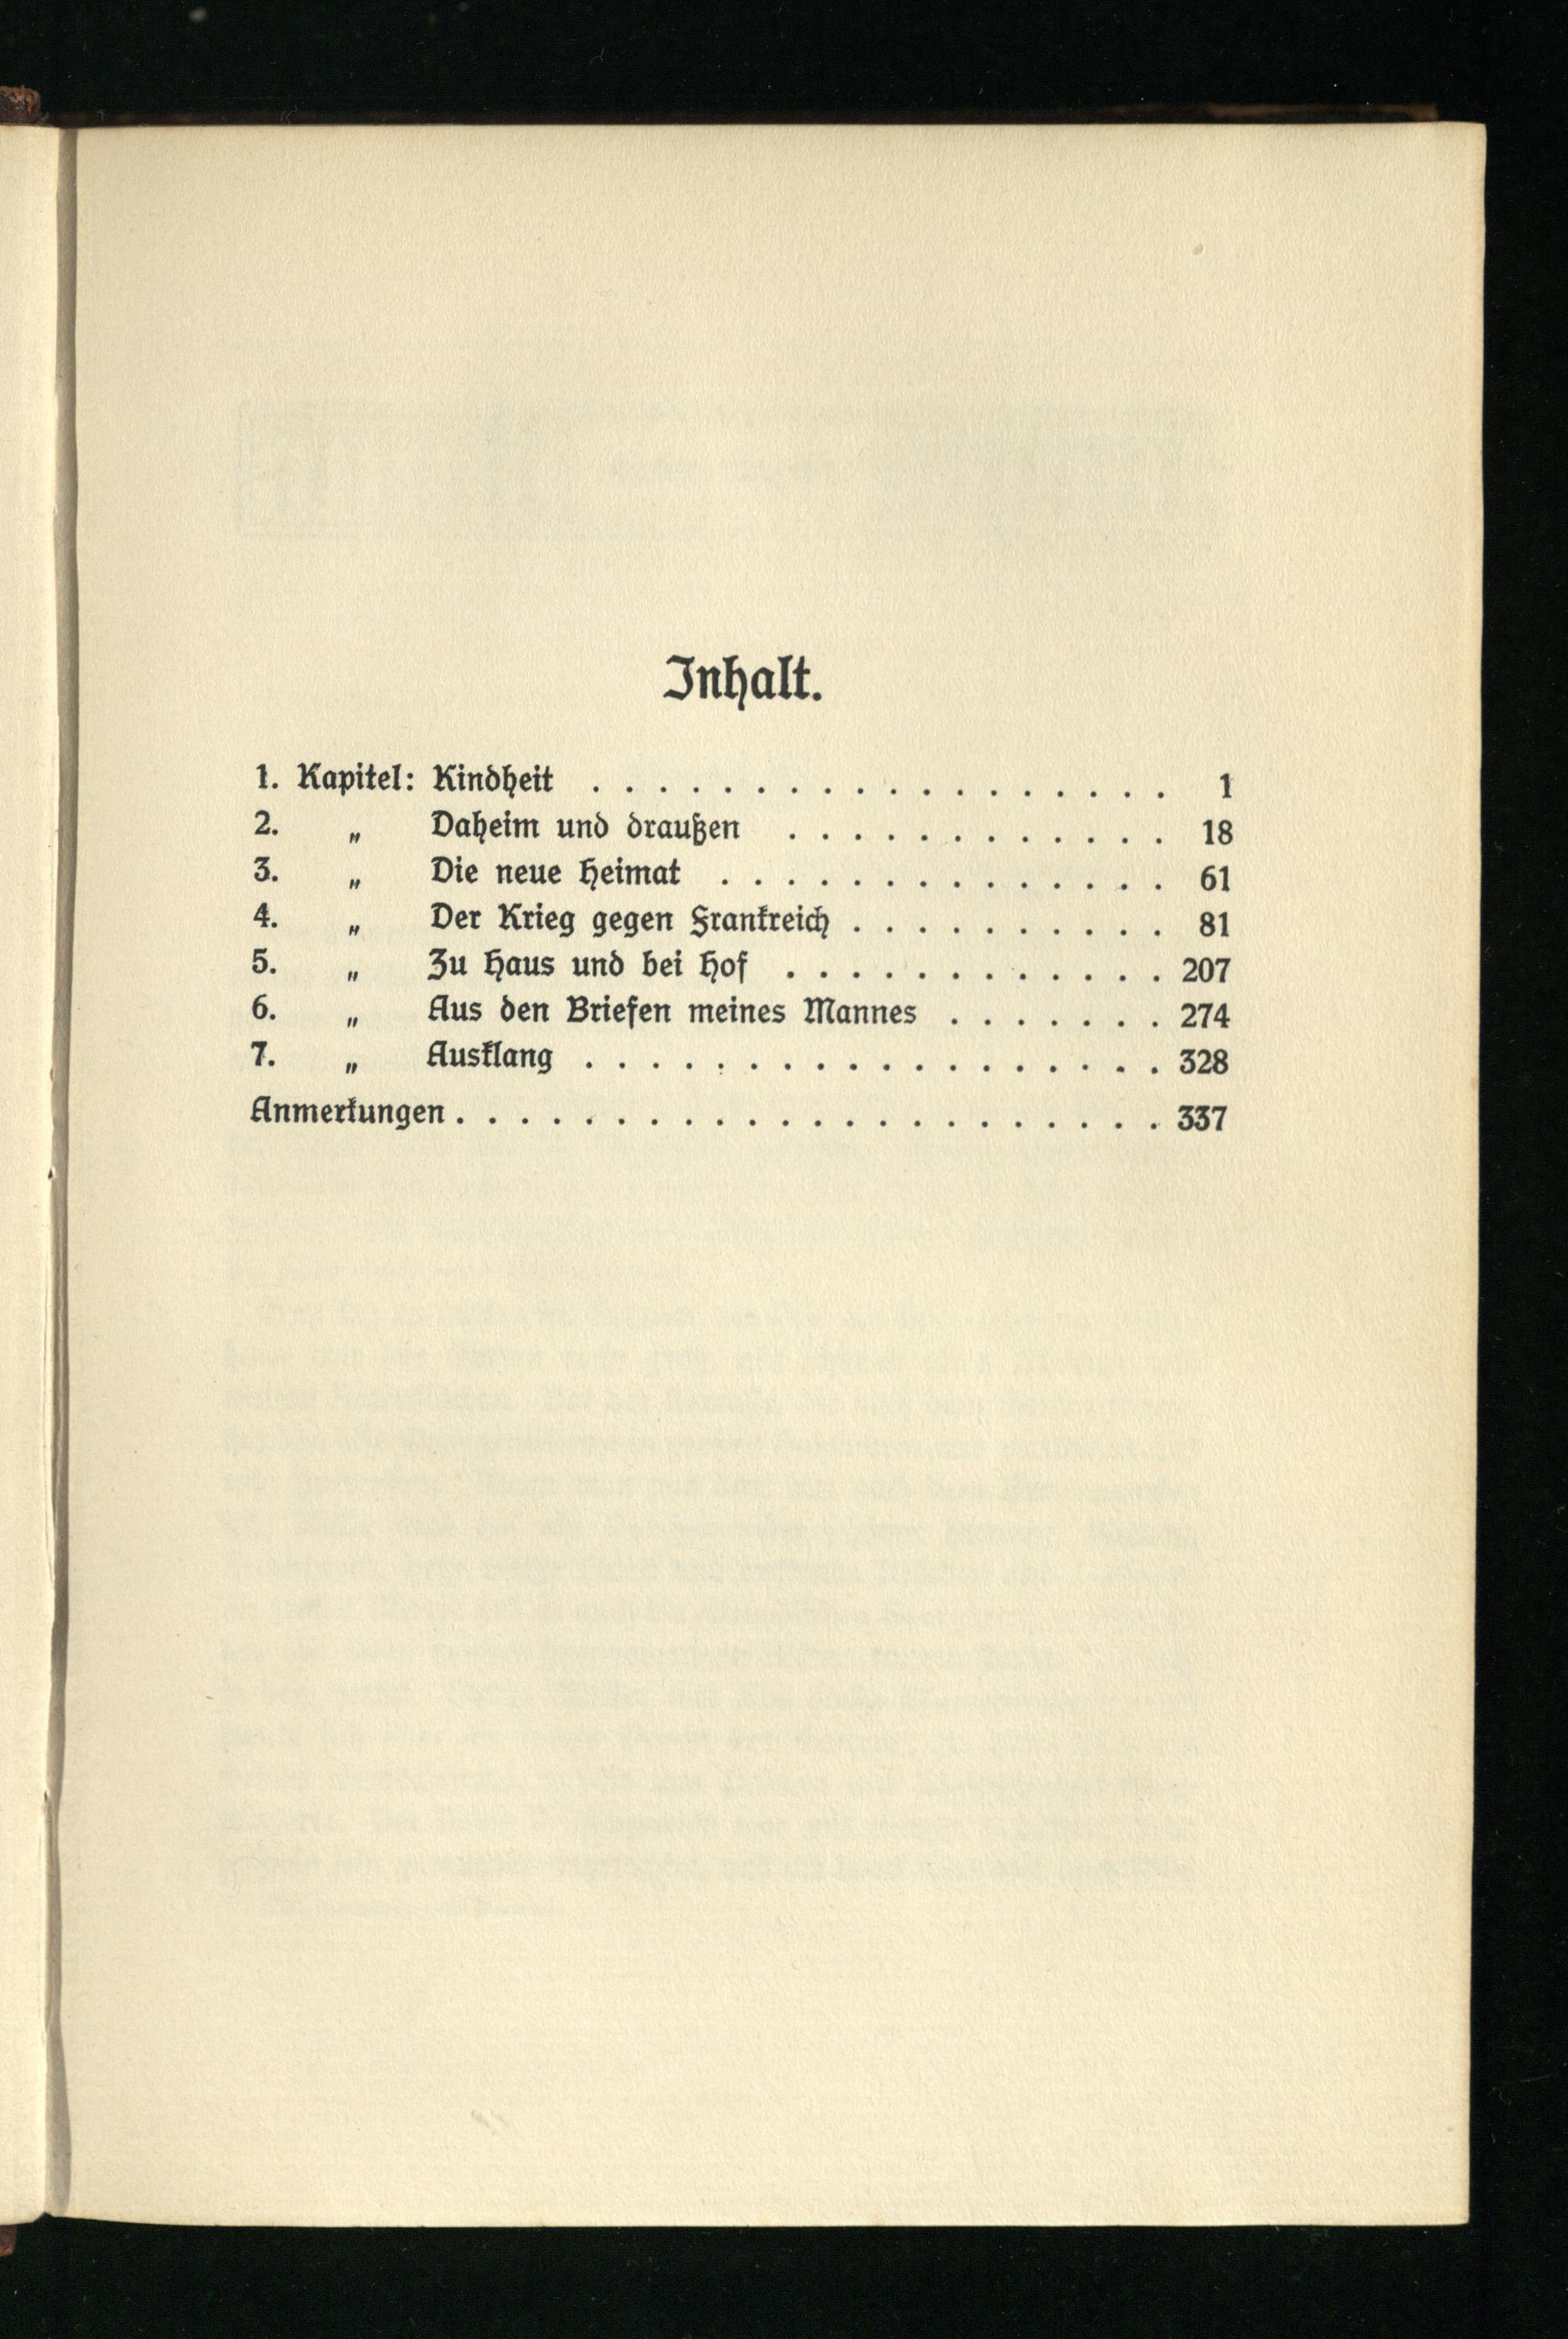 Inhalt.
1. Kapitel: Kindheit . . . . . . . . . . . . . . . . . . 1
2. „ Daheim und draußen . . . . . . . . . . . . 18
3. „ Die neue Heimat . . . . . . . . . . . . . . 61
4. „ Der Krieg gegen Frankreich . . . . . . . . . . 81
5. „ Zu Haus und bei Hof . . . . . . . . . . . . 207
6. „ Aus den Briefen meines Mannes . . . . . . . 274
7. „ Ausklang . . . . . . . . . . . . . . . . . . 328
Anmerkungen . . . . . . . . . . . . . . . . . . . . . . 337